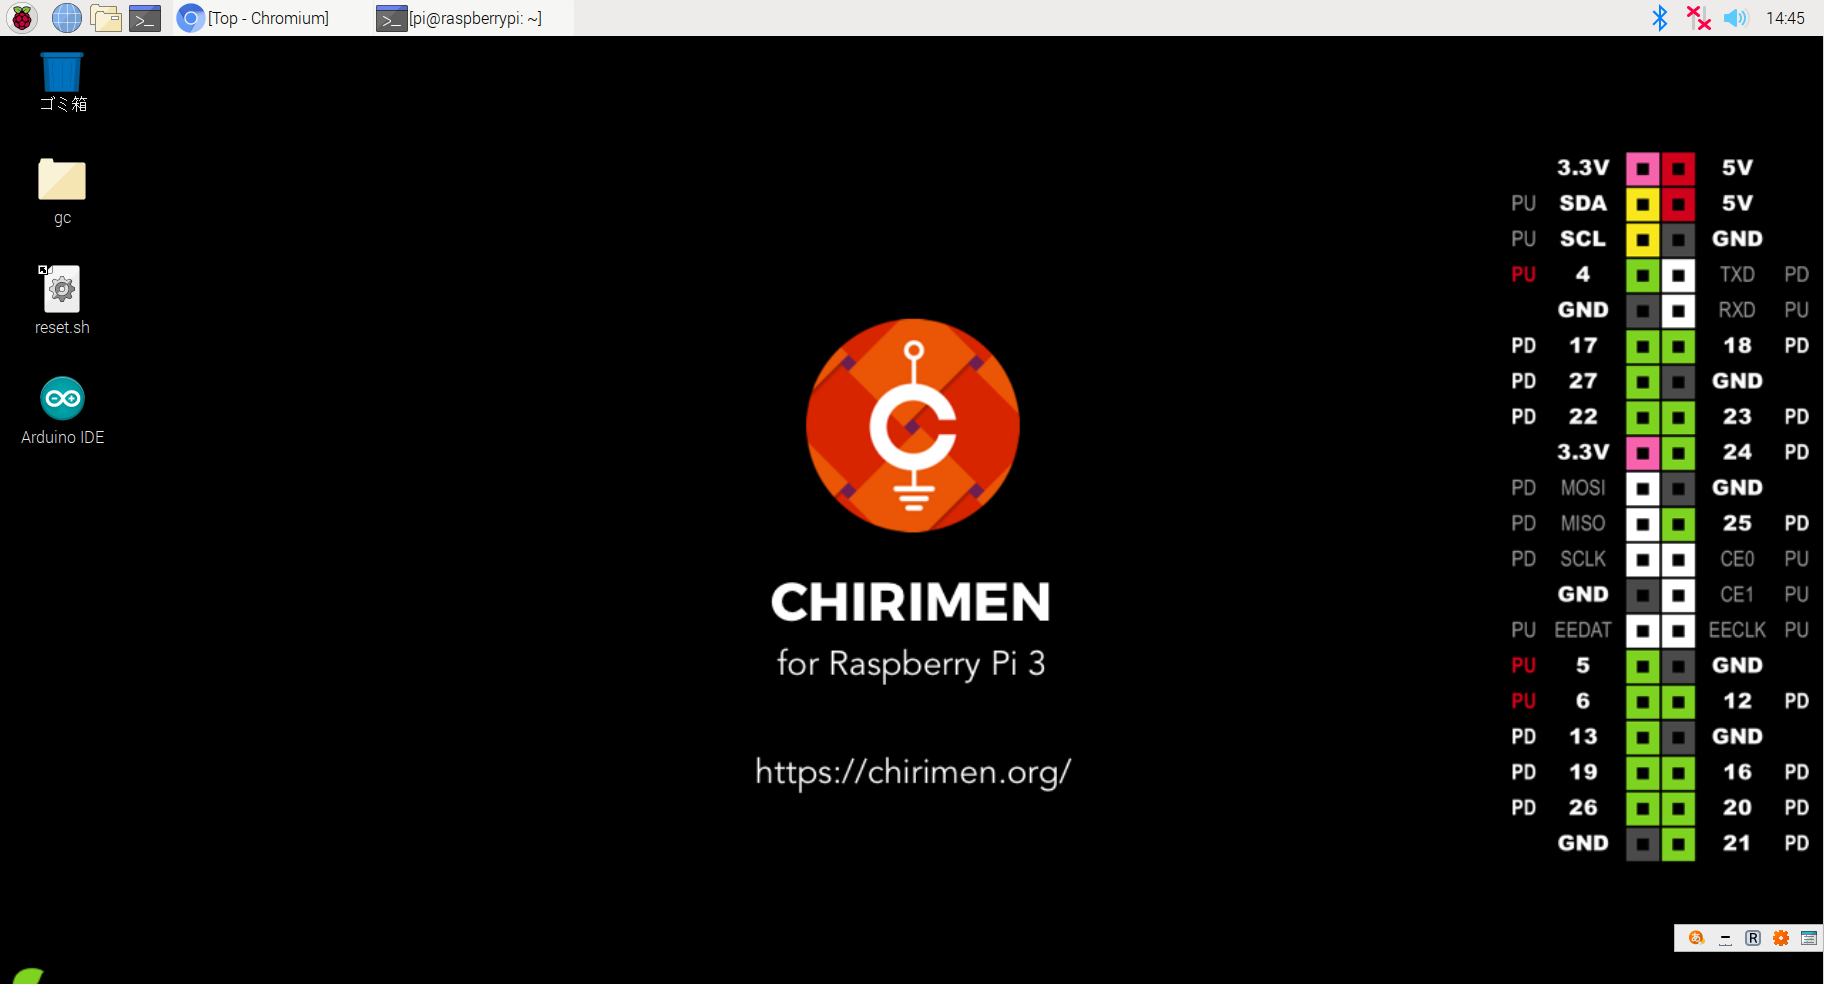 [Top - Chromium] [pi@raspberrypi: ~] 14:45
ゴミ箱
gc
reset.sh
Arduino IDE
CHIRIMEN
for Raspberry Pi 3
https://chirimen.org/
3.3V 5V
PU SDA 5V
PU SCL GND
PU 4 TXD PD
GND RXD PU
PD 17 18 PD
PD 27 GND
PD 22 23 PD
3.3V 24 PD
PD MOSI GND
PD MISO 25 PD
PD SCLK CE0 PU
GND CE1 PU
PU EEDAT EECLK PU
PU 5 GND
PU 6 12 PD
PD 13 GND
PD 19 16 PD
PD 26 20 PD
GND 21 PD
あ R